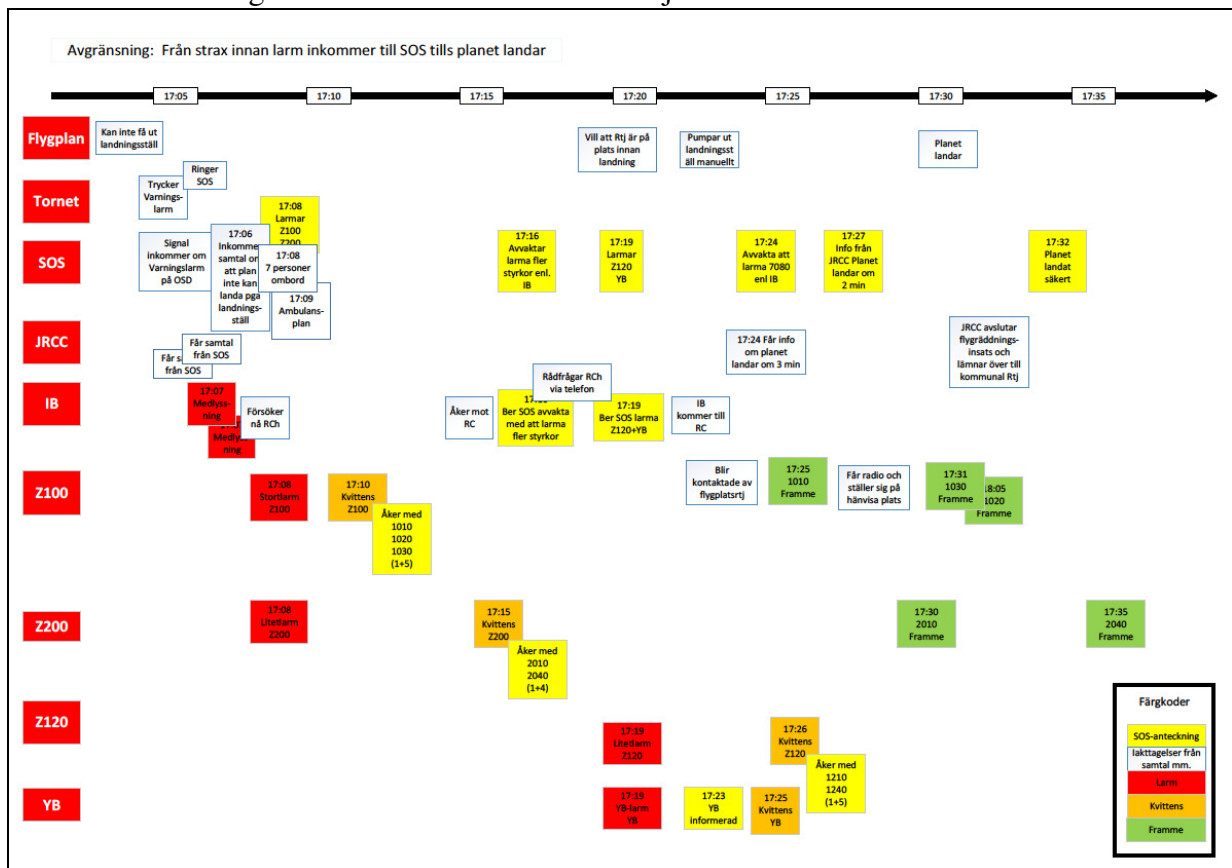 Avgränsning: Från strax innan larm inkommer till SOS tills planet landar
17:05
17:10
17:15
17:20
17:25
17:30
17:35
Flygplan
Kan inte få ut
landningsställ
Vill att Rtj är på
plats innan
landning
Pumpar ut
landningsst
äll manuellt
Planet
landar
Tornet
Trycker
Varnings-
larm
Ringer
SOS
17:08
Larmar
Z100
Z200
SOS
Signal
inkommer om
Varningslarm
på OSD
17:06
Inkommer
samtal om
att plan
inte kan
landa pga
landnings-
ställ
17:08
7 personer
ombord
17:09
Ambulans-
plan
17:16
Avvaktar
larma fler
styrkor enl.
IB
17:19
Larmar
Z120
YB
17:24
Avvakta att
larma 7080
enl IB
17:27
Info från
JRCC Planet
landar om
2 min
17:32
Planet
landat
säkert
JRCC
Får samtal
från SOS
Får
från SOS
17:24 Får info
om planet
landar om 3 min
JRCC avslutar
flygräddnings-
insats och
lämnar över till
kommunal Rtj
IB
17:07
Medlyss-
ning
Medlyss-
ning
Försöker
nå RCh
Åker mot
RC
Rådfrågar RCh
via telefon
Ber SOS avvakta
med att larma
fler styrkor
17:19
Ber SOS larma
Z120+YB
IB
kommer till
RC
Z100
17:08
Stortlarm
Z100
17:10
Kvittens
Z100
Åker med
1010
1020
1030
(1+5)
Blir
kontaktade av
flygplatsrtj
17:25
1010
Framme
Får radio och
ställer sig på
hänvisa plats
17:31
1030
Framme
18:05
1020
Framme
Z200
17:08
Litetlarm
Z200
17:15
Kvittens
Z200
Åker med
2010
2040
(1+4)
17:30
2010
Framme
17:35
2040
Framme
Z120
17:19
Litetlarm
Z120
17:26
Kvittens
Z120
Åker med
1210
1240
(1+5)
YB
17:19
YB-larm
YB
17:23
YB
informerad
17:25
Kvittens
YB
Färgkoder
SOS-anteckning
Iakttagelser från
samtal mm.
Larm
Kvittens
Framme